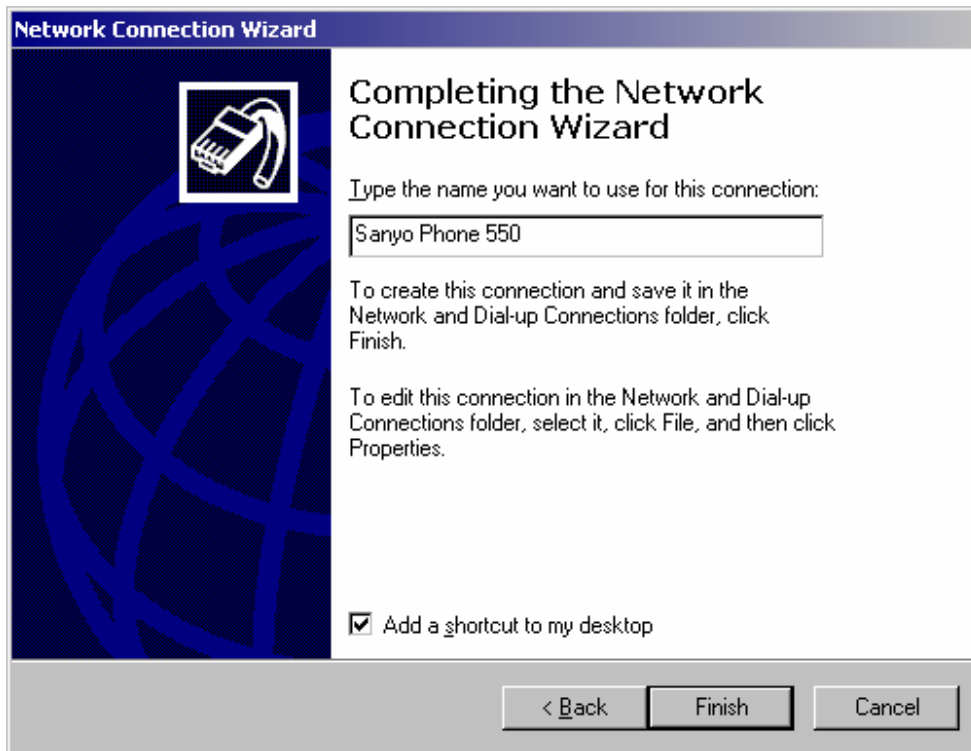 Network Connection Wizard
Completing the Network
Connection Wizard
Type the name you want to use for this connection:
Sanyo Phone 550
To create this connection and save it in the
Network and Dial-up Connections folder, click
Finish.
To edit this connection in the Network and Dial-up
Connections folder, select it, click File, and then click
Properties.
Add a shortcut to my desktop
< Back
Finish
Cancel